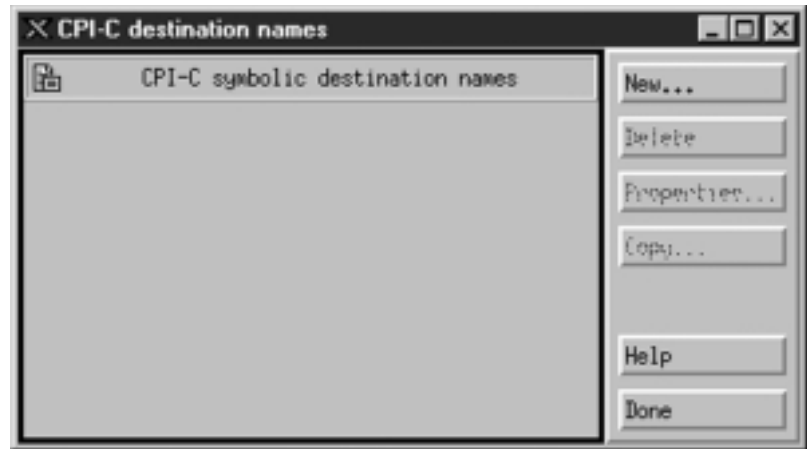 CPI-C destination names
CPI-C symbolic destination names
New...
Delete
Properties...
Copy...
Help
Done